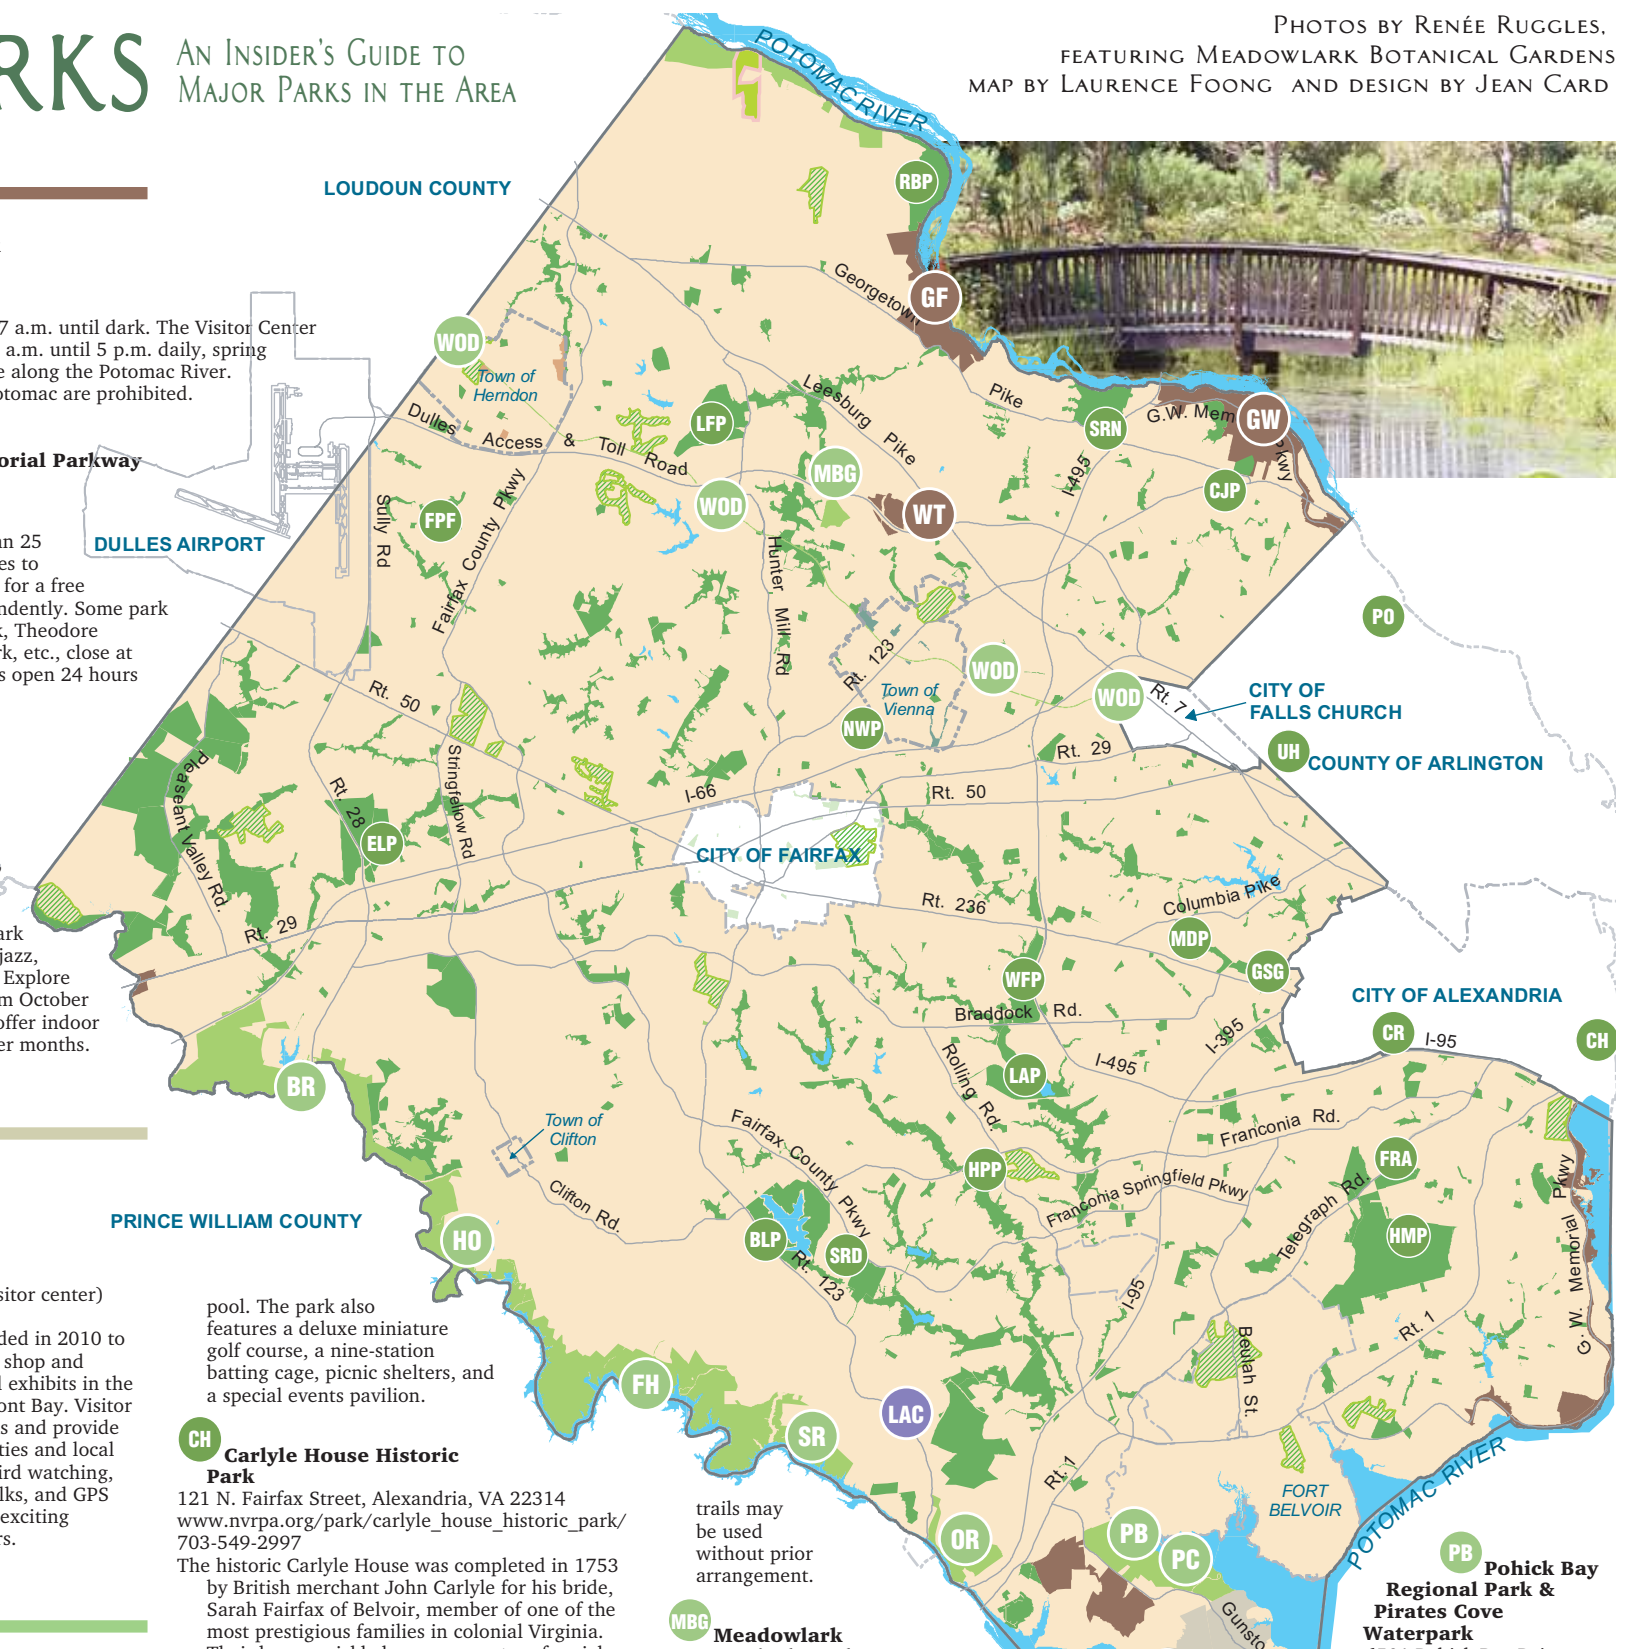 RKS
AN INSIDER'S GUIDE TO
MAJOR PARKS IN THE AREA
PHOTOS BY RENÉE RUGGLES,
FEATURING MEADOWLARK BOTANICAL GARDENS
MAP BY LAURENCE FOONG AND DESIGN BY JEAN CARD
POTOMAC RIVER
LOUDOUN COUNTY
RBP
Georgetown
GF
7 a.m. until dark. The Visitor Center
a.m. until 5 p.m. daily, spring
e along the Potomac River.
otomac are prohibited.
WOD
Town of
Herndon
Dulles
Access & Toll Road
LFP
Leesburg
Pike
Pike
SRN
G.W. Mem
GW
Pkwy
orial Parkway
MBG
I-495
CJP
WOD
WT
FPF
Sully Rd
Fairfax County Pkwy
DULLES AIRPORT
Hunter Mill Rd
an 25
es to
for a free
ndently. Some park
k, Theodore
rk, etc., close at
s open 24 hours
PO
Rt. 123
Town of
Vienna
WOD
WOD
Rt. 7
CITY OF
FALLS CHURCH
Rt. 50
NWP
Rt. 29
UH
COUNTY OF ARLINGTON
Pleasant Valley Rd.
Rt. 28
Stringfellow Rd
I-66
Rt. 50
ELP
CITY OF FAIRFAX
Rt. 236
Columbia Pike
Rt. 29
MDP
GSG
WFP
ark
jazz,
Explore
m October
offer indoor
er months.
Braddock Rd.
CITY OF ALEXANDRIA
CR
I-95
CH
I-395
I-495
Rolling Rd.
LAP
BR
Town of
Clifton
Fairfax County Pkwy
Franconia Rd.
HPP
FRA
Franconia Springfield Pkwy
Telegraph Rd.
Clifton Rd.
G. W. Memorial Pkwy
PRINCE WILLIAM COUNTY
HO
BLP
SRD
HMP
Rt. 123
I-95
Rt. 1
Beulah St.
sitor center)
ded in 2010 to
shop and
l exhibits in the
ont Bay. Visitor
s and provide
ties and local
ird watching,
lks, and GPS
exciting
rs.
pool. The park also
features a deluxe miniature
golf course, a nine-station
batting cage, picnic shelters, and
a special events pavilion.
FH
LAC
SR
CH
Carlyle House Historic
Park
121 N. Fairfax Street, Alexandria, VA 22314
www.nvrpa.org/park/carlyle_house_historic_park/
703-549-2997
The historic Carlyle House was completed in 1753
by British merchant John Carlyle for his bride,
Sarah Fairfax of Belvoir, member of one of the
most prestigious families in colonial Virginia.
Rt. 1
FORT
BELVOIR
POTOMAC RIVER
trails may
be used
without prior
arrangement.
OR
PB
PC
Gunsto
MBG
Meadowlark
PB
Pohick Bay
Regional Park &
Pirates Cove
Waterpark